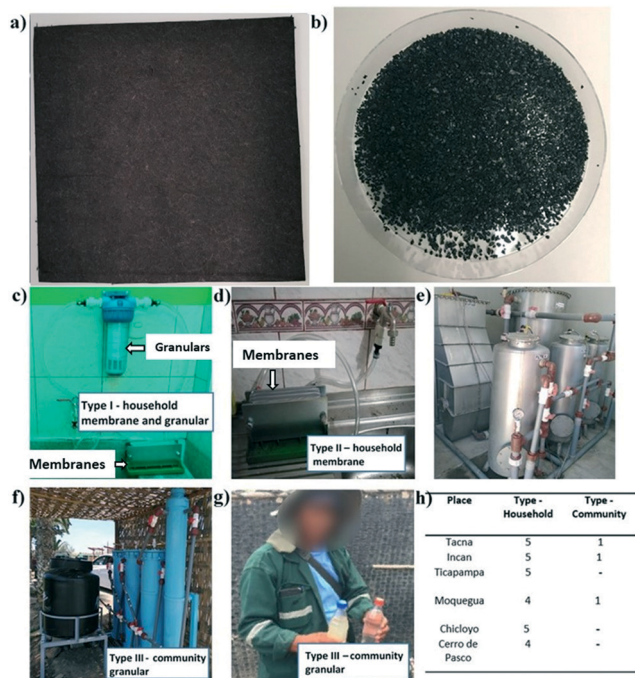 a)
b)
c)
Granulars
Type I - household
membrane and granular
Membranes
d)
Membranes
Type II – household
membrane
e)
f)
Type III - community
granular
g)
Type III – community
granular
h)
Place Type - Household Type - Community
Tacna 5 1
Incan 5 1
Ticapampa 5 -
Moquegua 4 1
Chicloyo 5 -
Cerro de Pasco 4 -